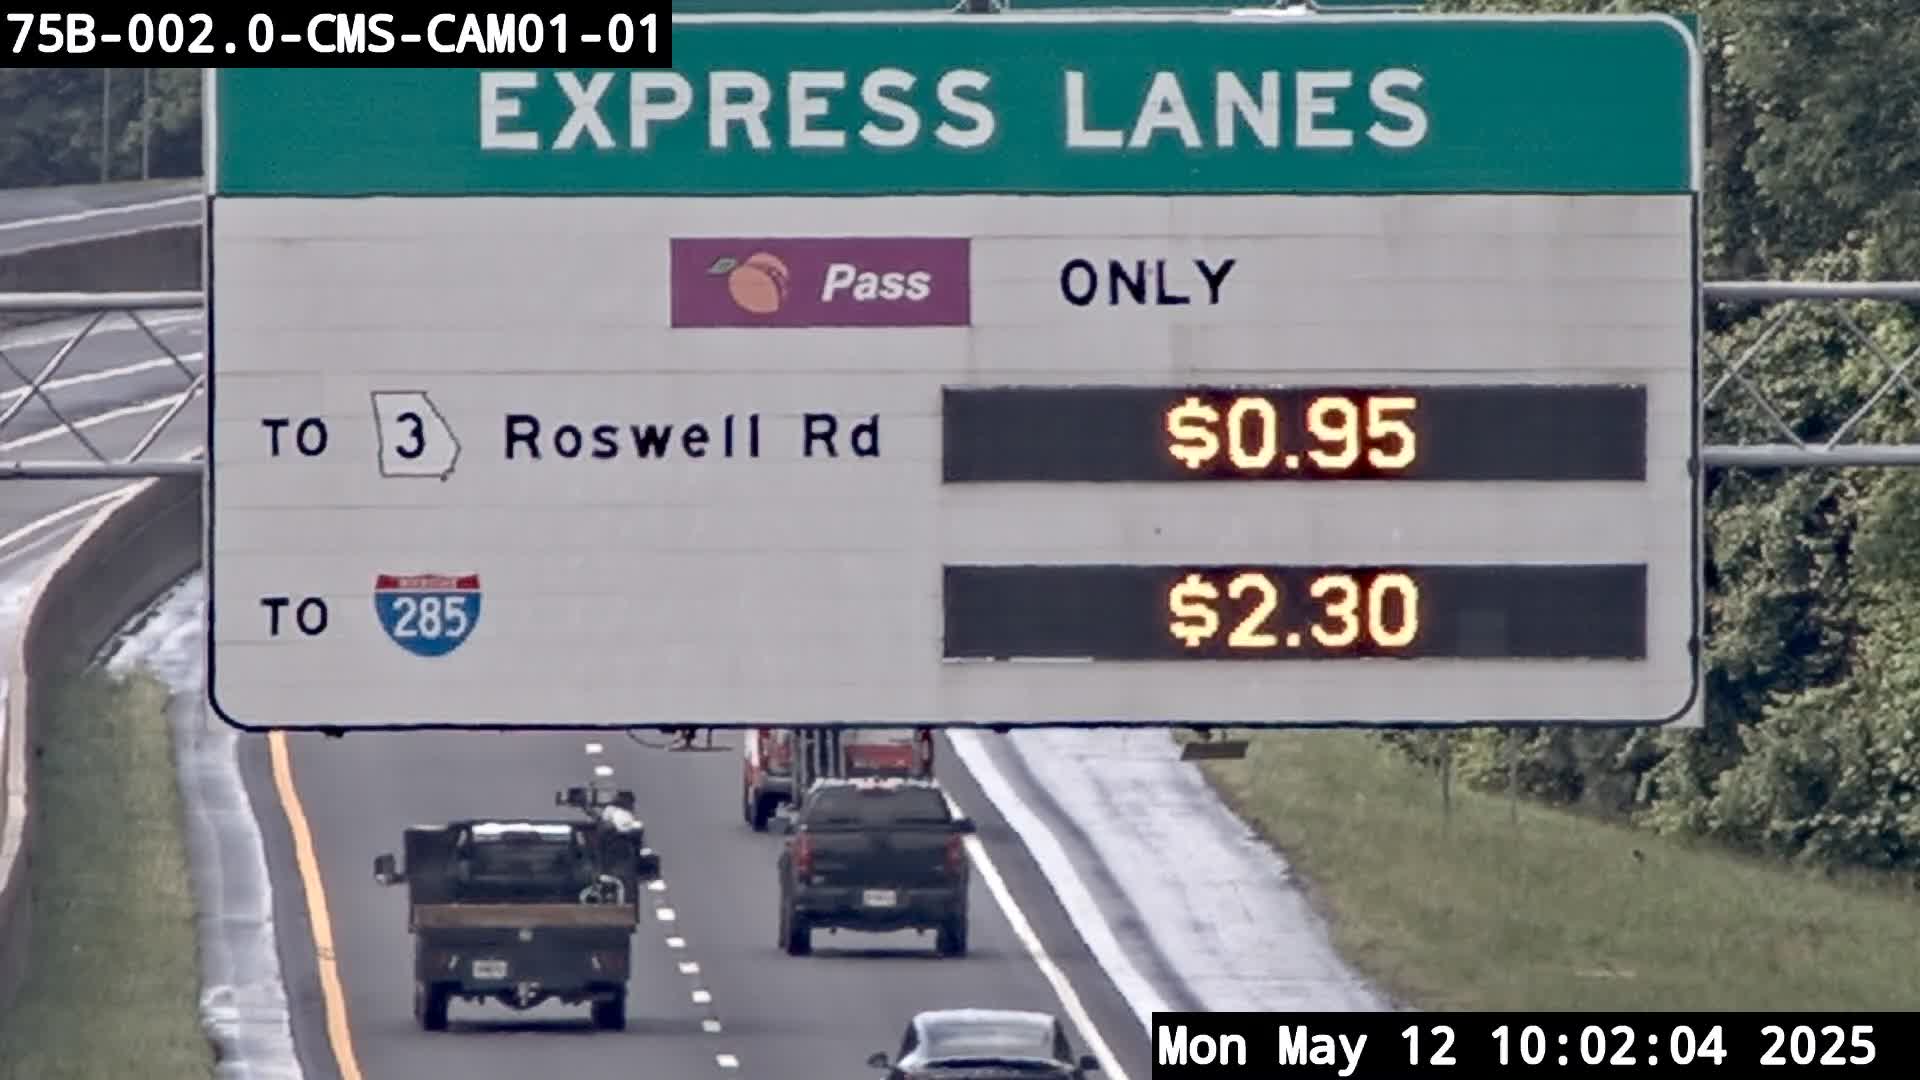 75B-002.0-CMS-CAM01-01
EXPRESS LANES
Pass ONLY
TO 3 Roswell Rd $0.95
TO 285 $2.30
Mon May 12 10:02:04 2025